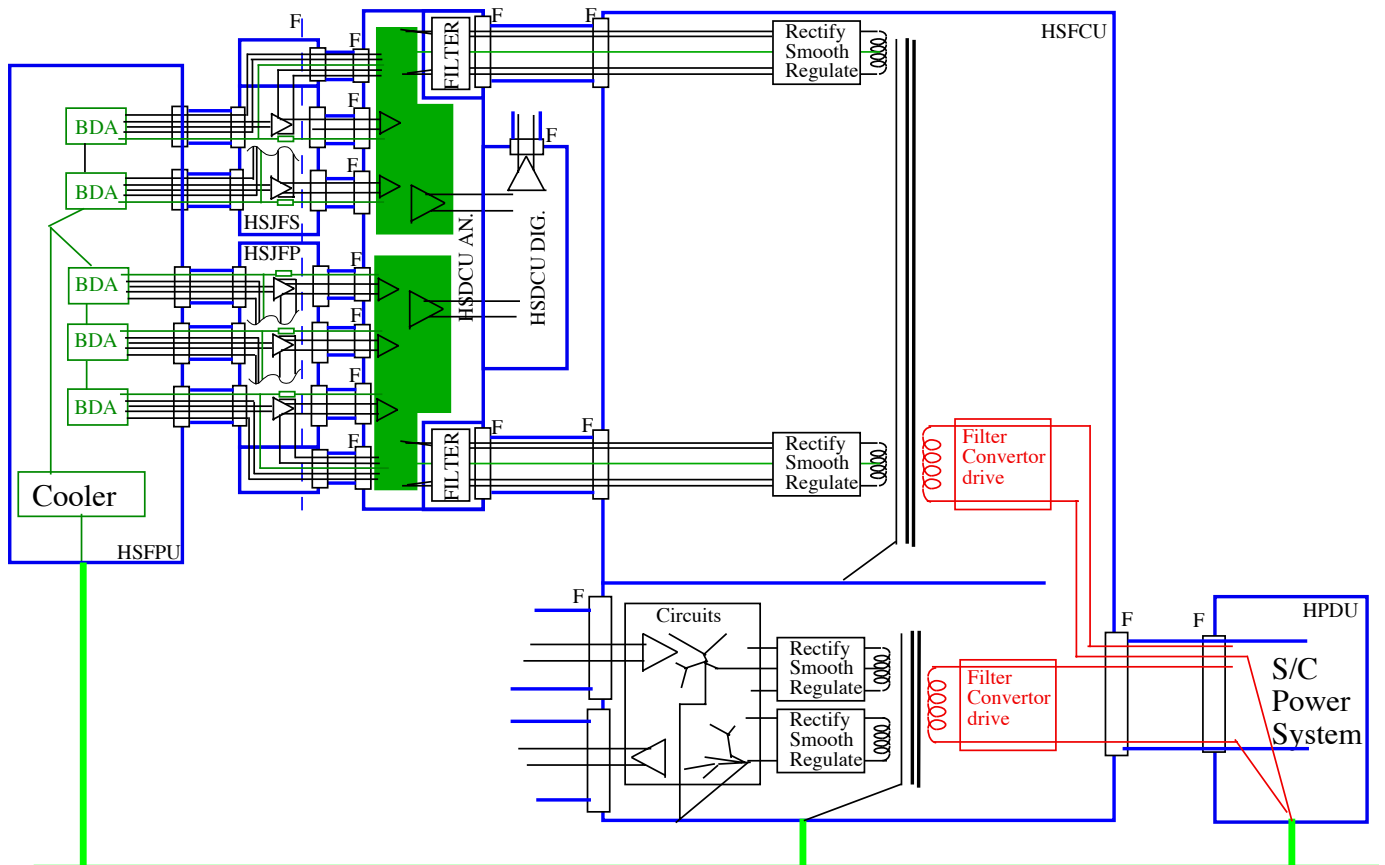 F
F
F
F
Rectify
Smooth
Regulate
HSFCU
FILTER
F
BDA
F
BDA
F
HSJFS
HSJFP
HSDCU AN.
HSDCU DIG.
F
BDA
F
BDA
F
BDA
F
F
F
FILTER
Rectify
Smooth
Regulate
Filter
Convertor
drive
Cooler
HSFPU
F
Circuits
Rectify
Smooth
Regulate
Rectify
Smooth
Regulate
Filter
Convertor
drive
F
F
HPDU
S/C
Power
System